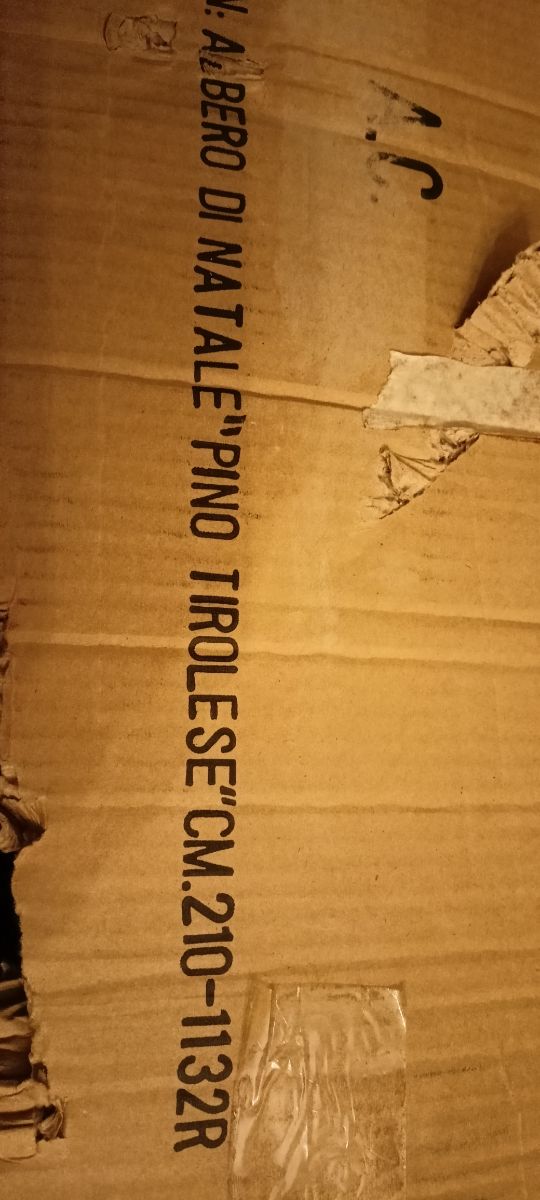 A.C.
N: ALBERO DI NATALE"PINO TIROLESE"CM.210-1132R